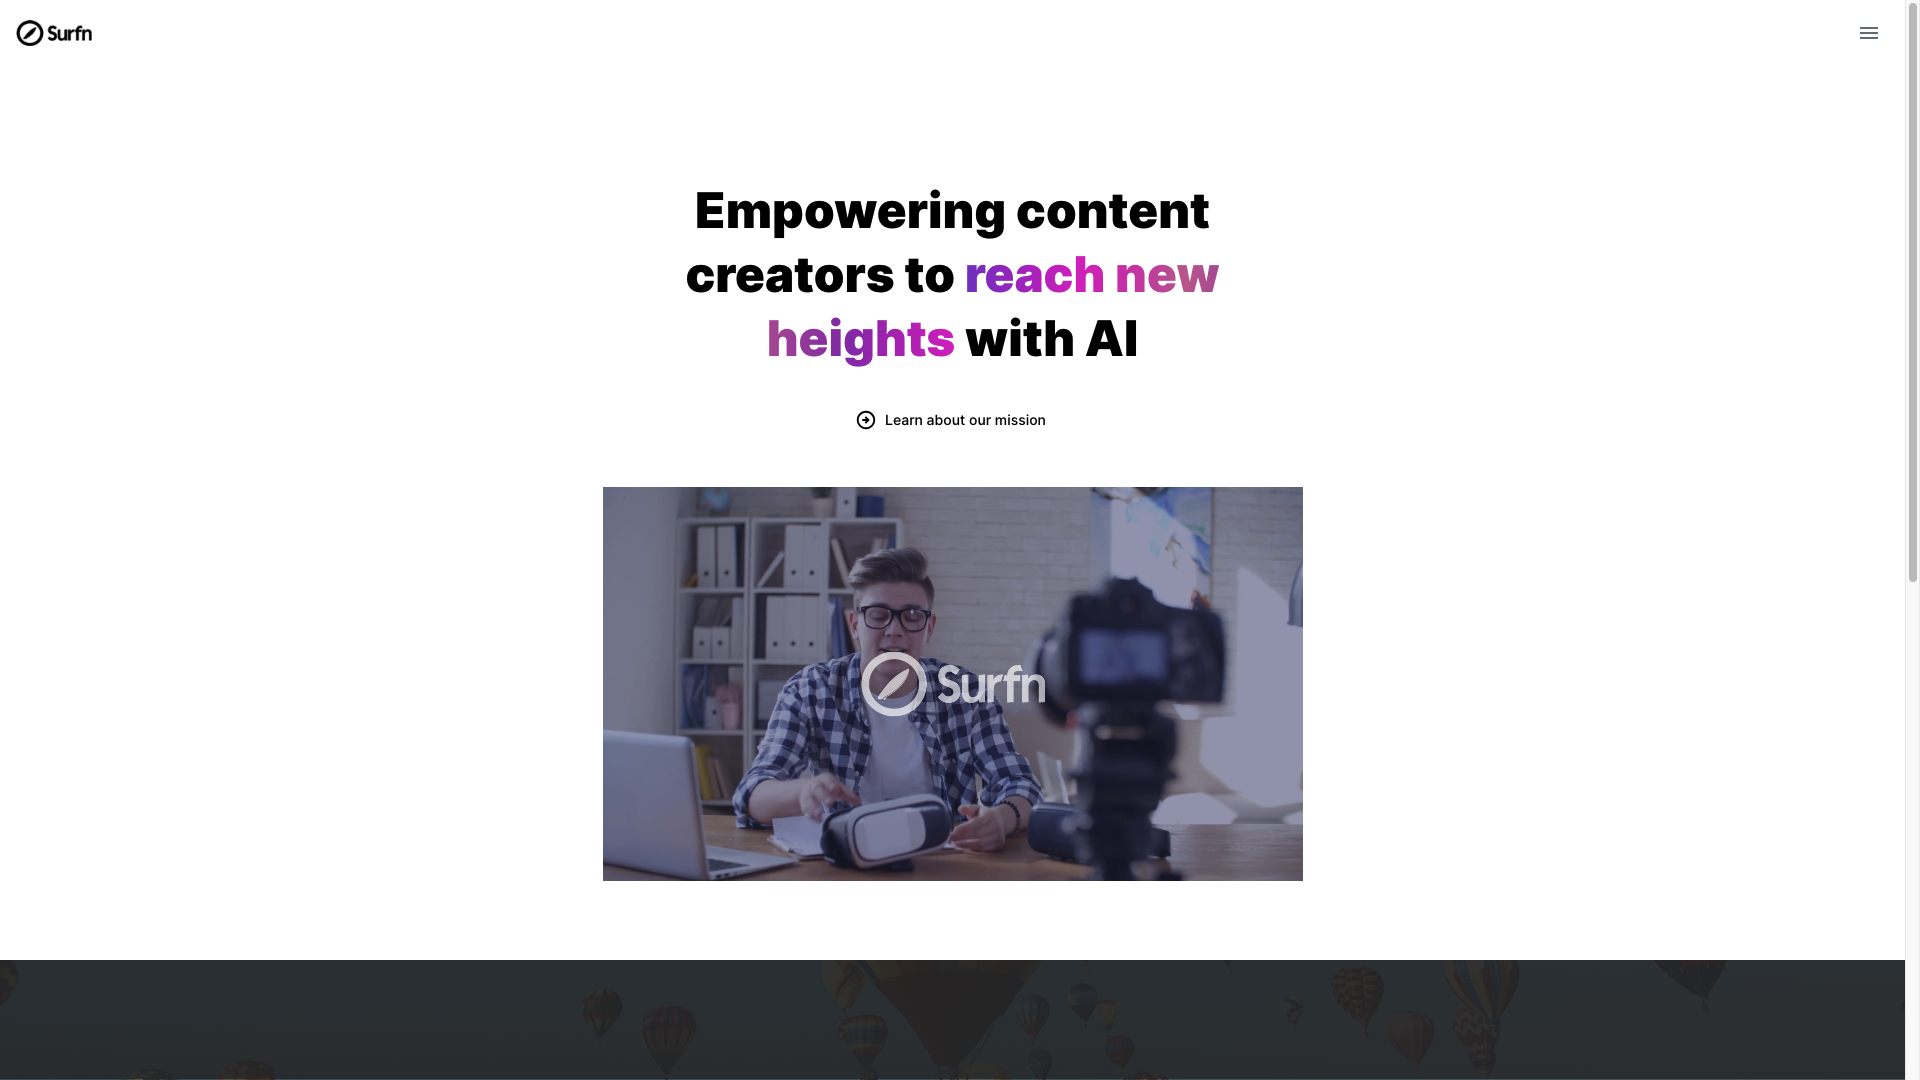 Surfn
Empowering content
creators to reach new
heights with AI
Learn about our mission
Surfn